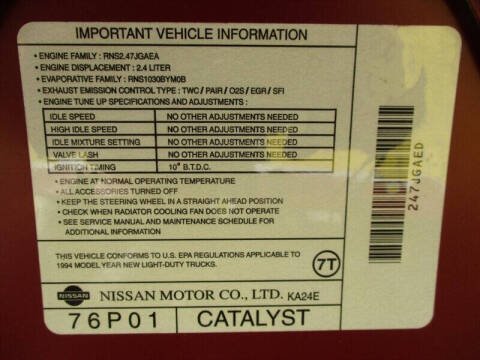 IMPORTANT VEHICLE INFORMATION
• ENGINE FAMILY : RNS2.47JGAEA
• ENGINE DISPLACEMENT : 2.4 LITER
• EVAPORATIVE FAMILY : RNS1030BYM0B
• EXHAUST EMISSION CONTROL TYPE : TWC / PAIR / O2S / EGR / SFI
• ENGINE TUNE UP SPECIFICATIONS AND ADJUSTMENTS :
IDLE SPEED NO OTHER ADJUSTMENTS NEEDED
HIGH IDLE SPEED NO OTHER ADJUSTMENTS NEEDED
IDLE MIXTURE SETTING NO OTHER ADJUSTMENTS NEEDED
VALVE LASH NO OTHER ADJUSTMENTS NEEDED
IGNITION TIMING 10° B.T.D.C.
• ENGINE AT NORMAL OPERATING TEMPERATURE
• ALL ACCESSORIES TURNED OFF
• KEEP THE STEERING WHEEL IN A STRAIGHT AHEAD POSITION
• CHECK WHEN RADIATOR COOLING FAN DOES NOT OPERATE
• SEE SERVICE MANUAL AND MAINTENANCE SCHEDULE FOR
ADDITIONAL INFORMATION
247JGAED
THIS VEHICLE CONFORMS TO U.S. EPA REGULATIONS APPLICABLE TO
1994 MODEL YEAR NEW LIGHT-DUTY TRUCKS.
7T
NISSAN
NISSAN MOTOR CO., LTD. KA24E
76P01 CATALYST